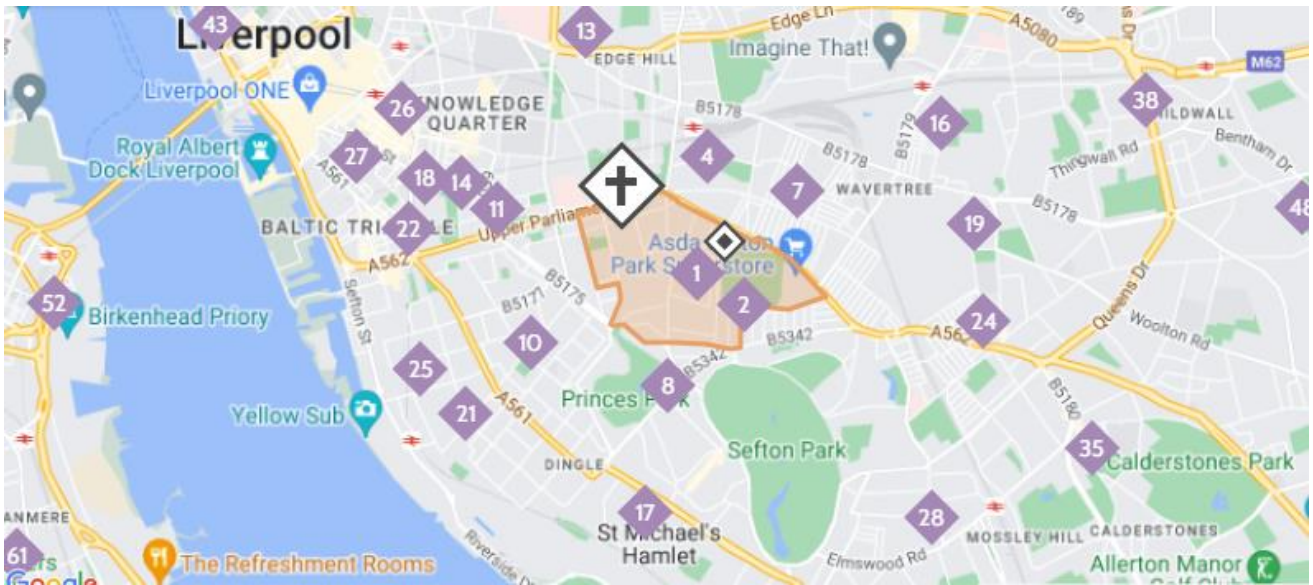 43
Liverpool
13
Edge Ln
A5080
189
EDGE HILL
Imagine That!
M62
Liverpool ONE
26
KNOWLEDGE
QUARTER
B5178
B5179
16
38
CHILDWALL
Bentham Dr
Royal Albert
Dock Liverpool
27
A561
18
14
11
4
7
B5178
WAVERTREE
Thingwall Rd
B5178
48
BALTIC TRIANGLE
22
Upper Parliame
A562
19
Asda
Park
Superstore
1
2
Sefton St
52
Birkenhead Priory
B5175
10
B5342
B5342
A562
24
Queens Dr
Woolton Rd
25
Princes Park
8
B5180
Yellow Sub
21
A561
Sefton Park
35
Calderstones Park
DINGLE
17
St Michael's
Hamlet
28
MOSSLEY HILL
CALDERSTONES
Elmswood Rd
ANMERE
61
The Refreshment Rooms
Riverside Dr
Allerton Manor
Google